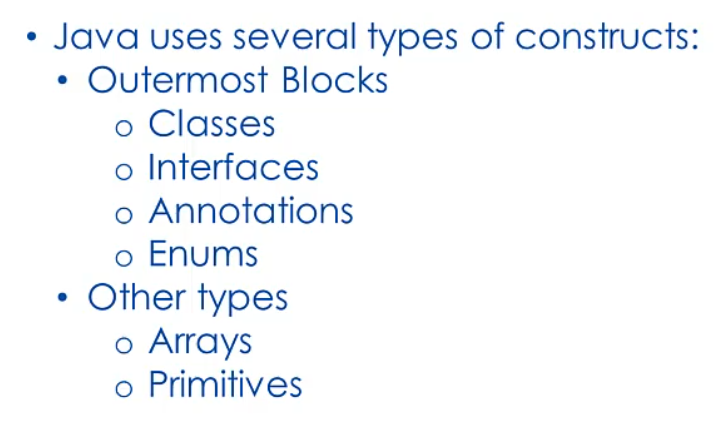 • Java uses several types of constructs:
• Outermost Blocks
o Classes
o Interfaces
o Annotations
o Enums
• Other types
o Arrays
o Primitives